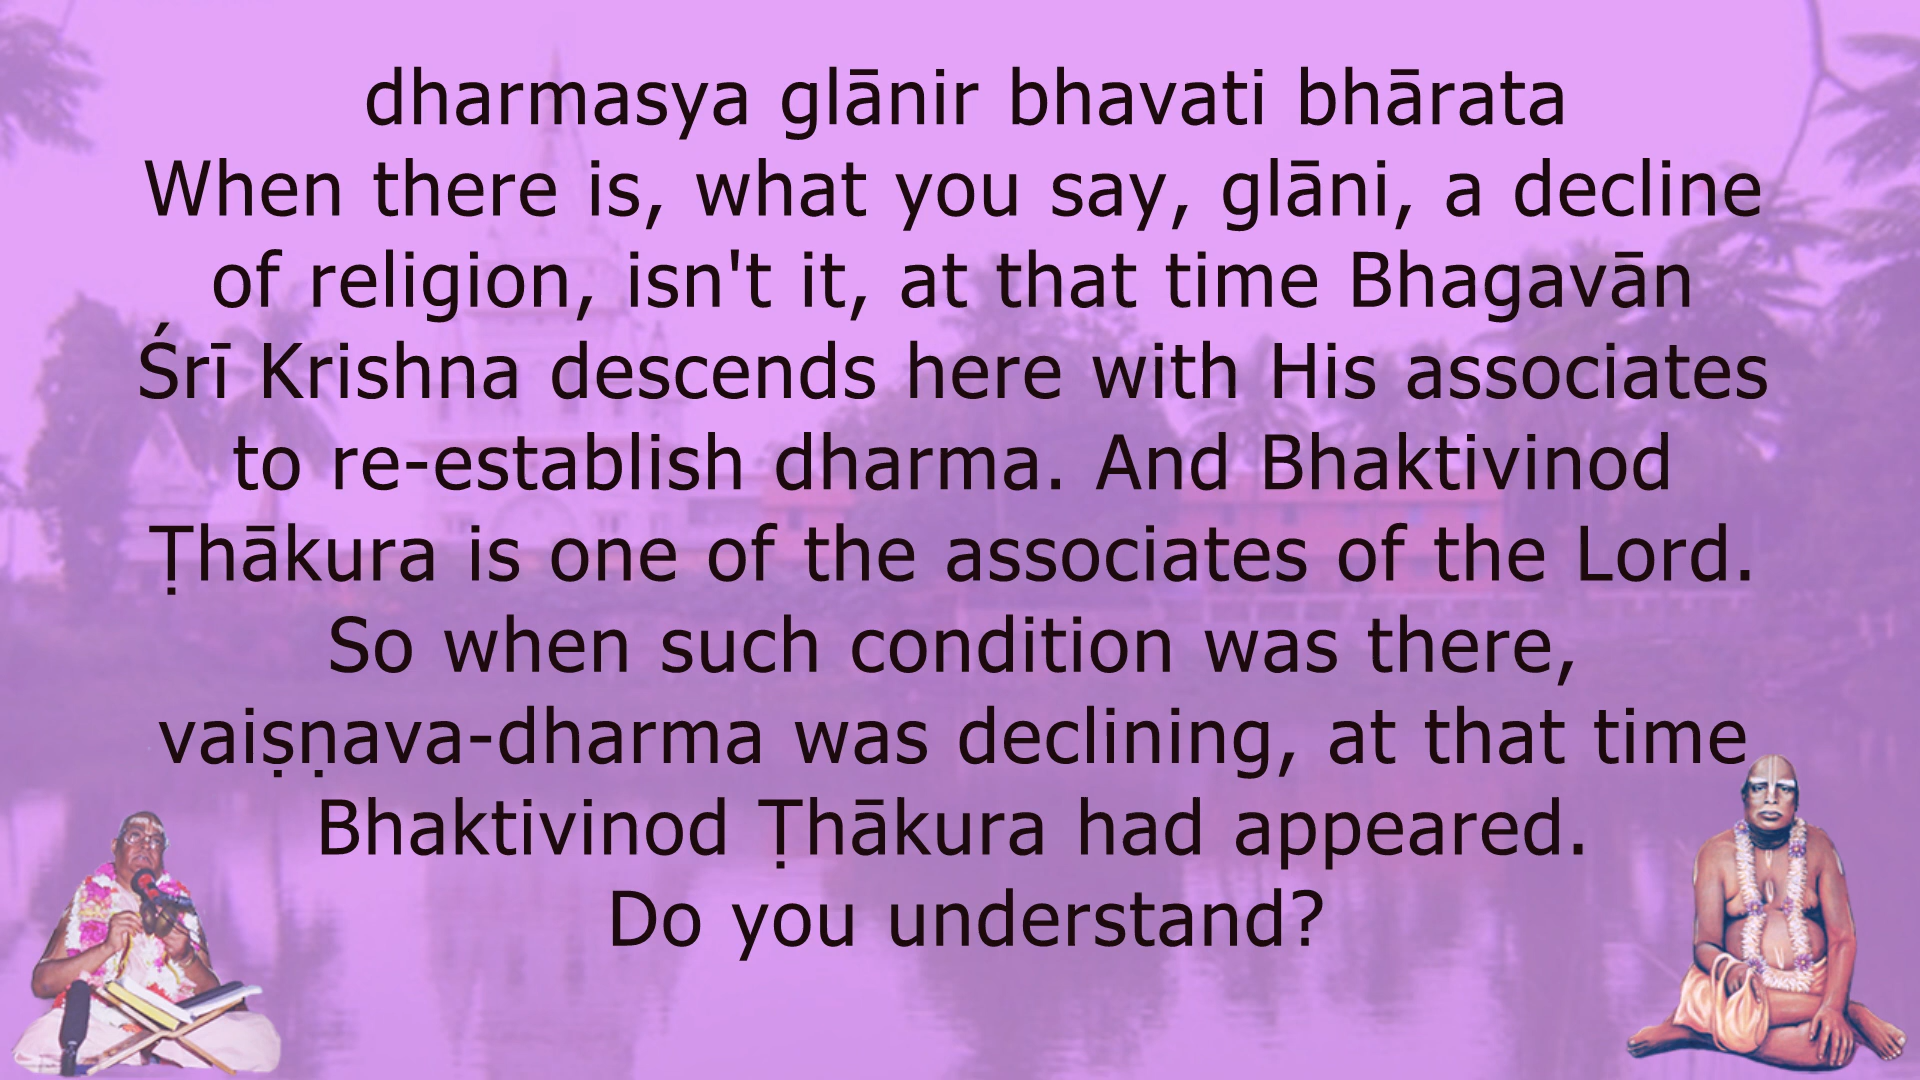 dharmasya glānir bhavati bhārata
When there is, what you say, glāni, a decline
of religion, isn't it, at that time Bhagavān
Śrī Krishna descends here with His associates
to re-establish dharma. And Bhaktivinod
Ṭhākura is one of the associates of the Lord.
So when such condition was there,
vaiṣṇava-dharma was declining, at that time
Bhaktivinod Ṭhākura had appeared.
Do you understand?